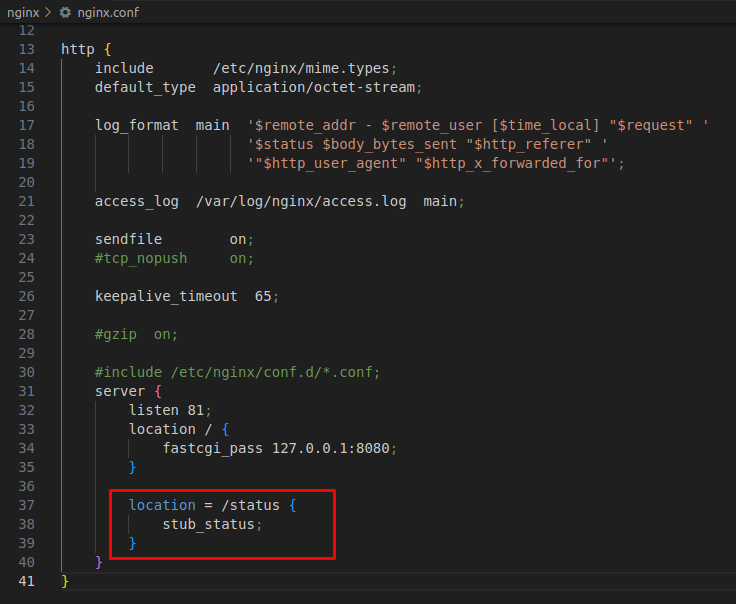 nginx > nginx.conf
12
13 http {
14     include       /etc/nginx/mime.types;
15     default_type  application/octet-stream;
16
17     log_format  main  '$remote_addr - $remote_user [$time_local] "$request" '
18                       '$status $body_bytes_sent "$http_referer" '
19                       '"$http_user_agent" "$http_x_forwarded_for"';
20
21     access_log  /var/log/nginx/access.log  main;
22
23     sendfile        on;
24     #tcp_nopush     on;
25
26     keepalive_timeout  65;
27
28     #gzip  on;
29
30     #include /etc/nginx/conf.d/*.conf;
31     server {
32         listen 81;
33         location / {
34             fastcgi_pass 127.0.0.1:8080;
35         }
36
37         location = /status {
38             stub_status;
39         }
40     }
41 }